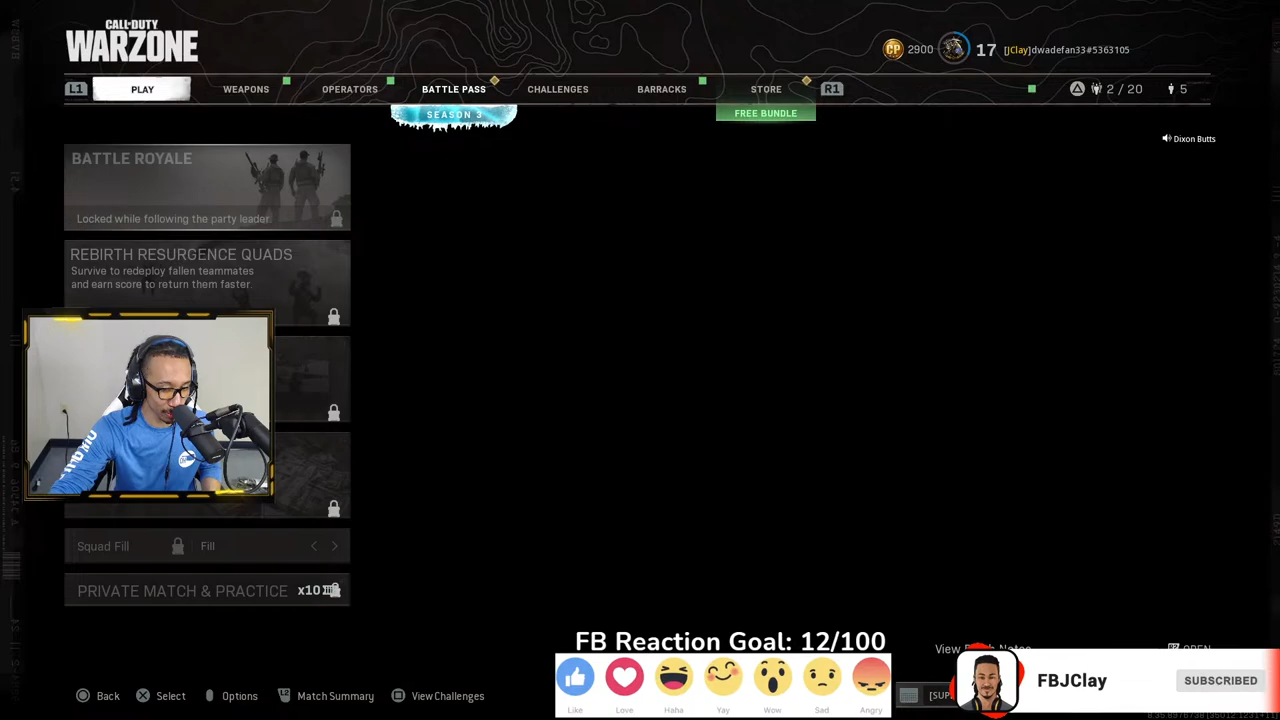 CALL OF DUTY
WARZONE
CP 2900 17 [JClay]dwadefan33#5363105
L1 PLAY WEAPONS OPERATORS BATTLE PASS CHALLENGES BARRACKS STORE R1 2 / 20 5
SEASON 3 FREE BUNDLE
Dixon Butts
BATTLE ROYALE
Locked while following the party leader.
REBIRTH RESURGENCE QUADS
Survive to redeploy fallen teammates
and earn score to return them faster.
Squad Fill Fill
PRIVATE MATCH & PRACTICE x10
FB Reaction Goal: 12/100
View
OPEN
FBJClay SUBSCRIBED
Back Select Options L2 Match Summary View Challenges
Like Love Haha Yay Wow Sad Angry